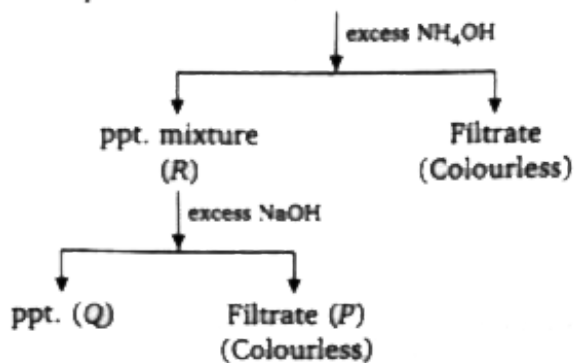 excess NH₄OH
ppt. mixture
(R)
Filtrate
(Colourless)
excess NaOH
ppt. (Q)
Filtrate (P)
(Colourless)